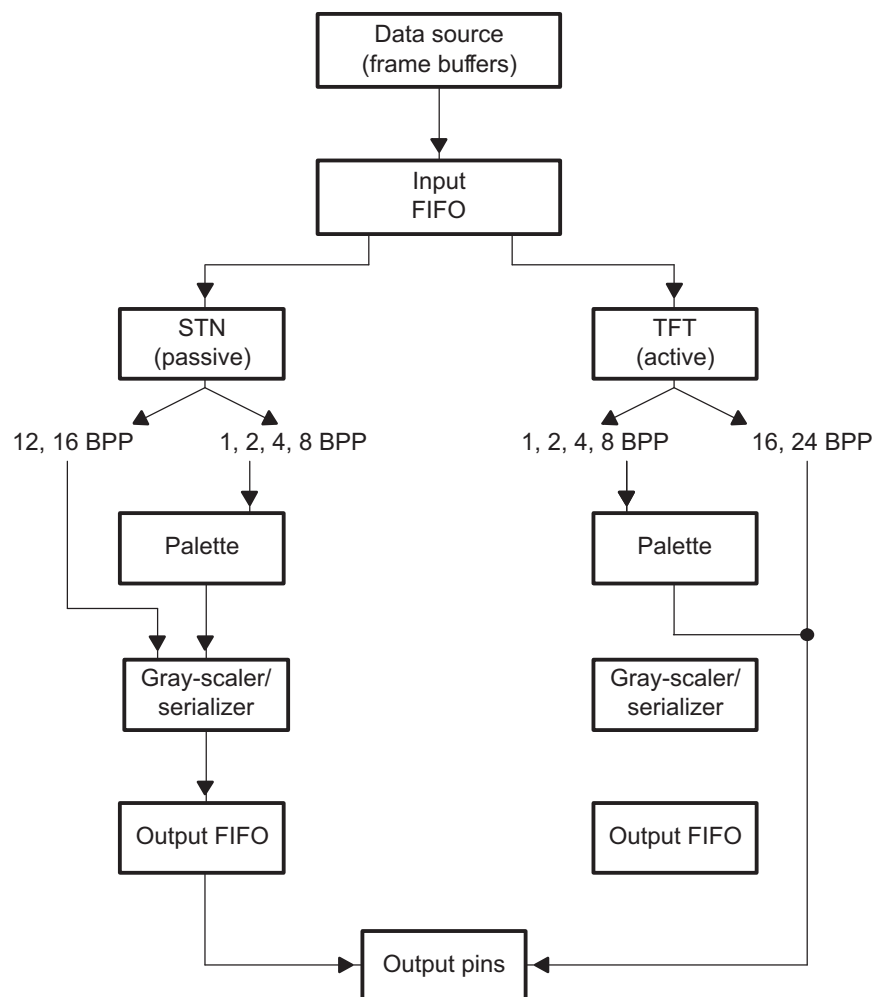 Data source
(frame buffers)
Input
FIFO
STN
(passive)
TFT
(active)
12, 16 BPP
1, 2, 4, 8 BPP
1, 2, 4, 8 BPP
16, 24 BPP
Palette
Palette
Gray-scaler/
serializer
Gray-scaler/
serializer
Output FIFO
Output FIFO
Output pins